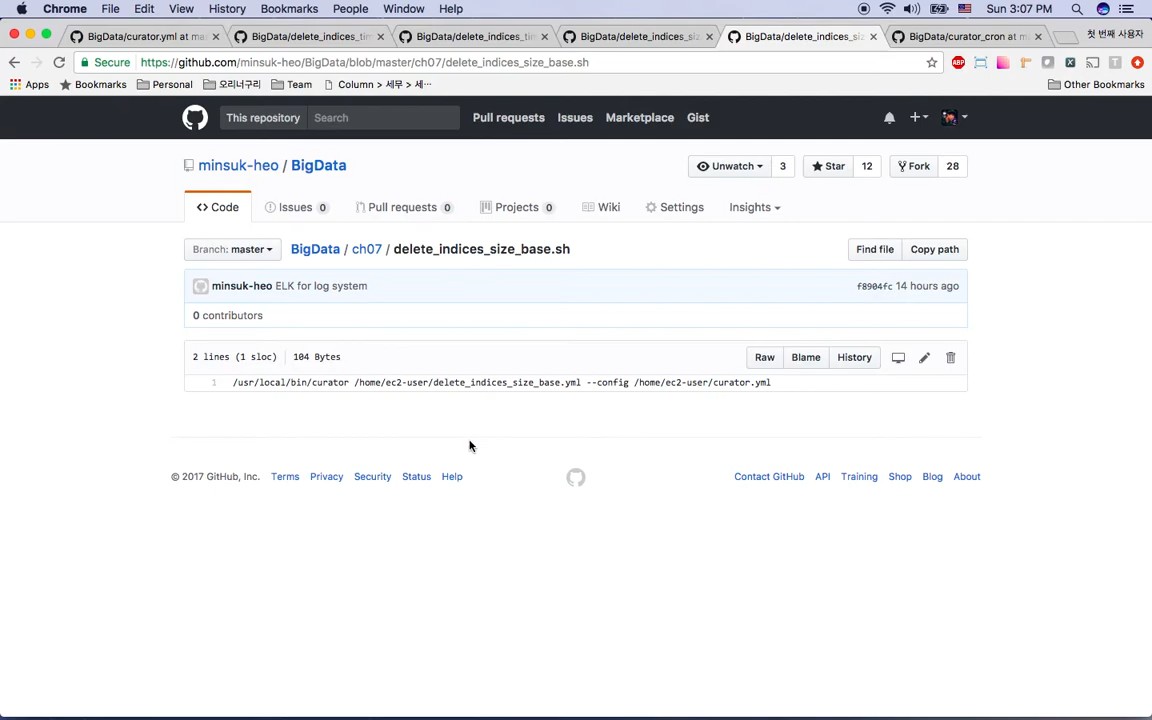 Chrome File Edit View History Bookmarks People Window Help Sun 3:07 PM
BigData/curator.yml at mas BigData/delete_indices_tim BigData/delete_indices_tim BigData/delete_indices_siz BigData/delete_indices_siz BigData/curator_cron at ma 첫 번째 사용자
Secure https://github.com/minsuk-heo/BigData/blob/master/ch07/delete_indices_size_base.sh ABP
Apps Bookmarks Personal 오리너구리 Team Column > 세무 > 세… Other Bookmarks
This repository Search Pull requests Issues Marketplace Gist
minsuk-heo / BigData Unwatch 3 Star 12 Fork 28
Code Issues 0 Pull requests 0 Projects 0 Wiki Settings Insights
Branch: master BigData / ch07 / delete_indices_size_base.sh Find file Copy path
minsuk-heo ELK for log system f8904fc 14 hours ago
0 contributors
2 lines (1 sloc) 104 Bytes Raw Blame History
1 /usr/local/bin/curator /home/ec2-user/delete_indices_size_base.yml --config /home/ec2-user/curator.yml
© 2017 GitHub, Inc. Terms Privacy Security Status Help Contact GitHub API Training Shop Blog About